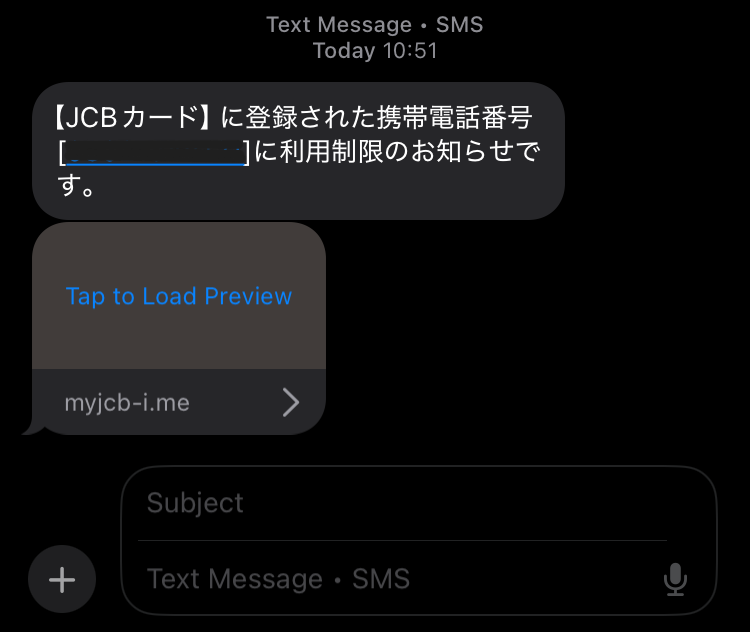 Text Message • SMS
Today 10:51
【JCBカード】に登録された携帯電話番号
[]に利用制限のお知らせで
す。
Tap to Load Preview
myjcb-i.me
Subject
Text Message • SMS